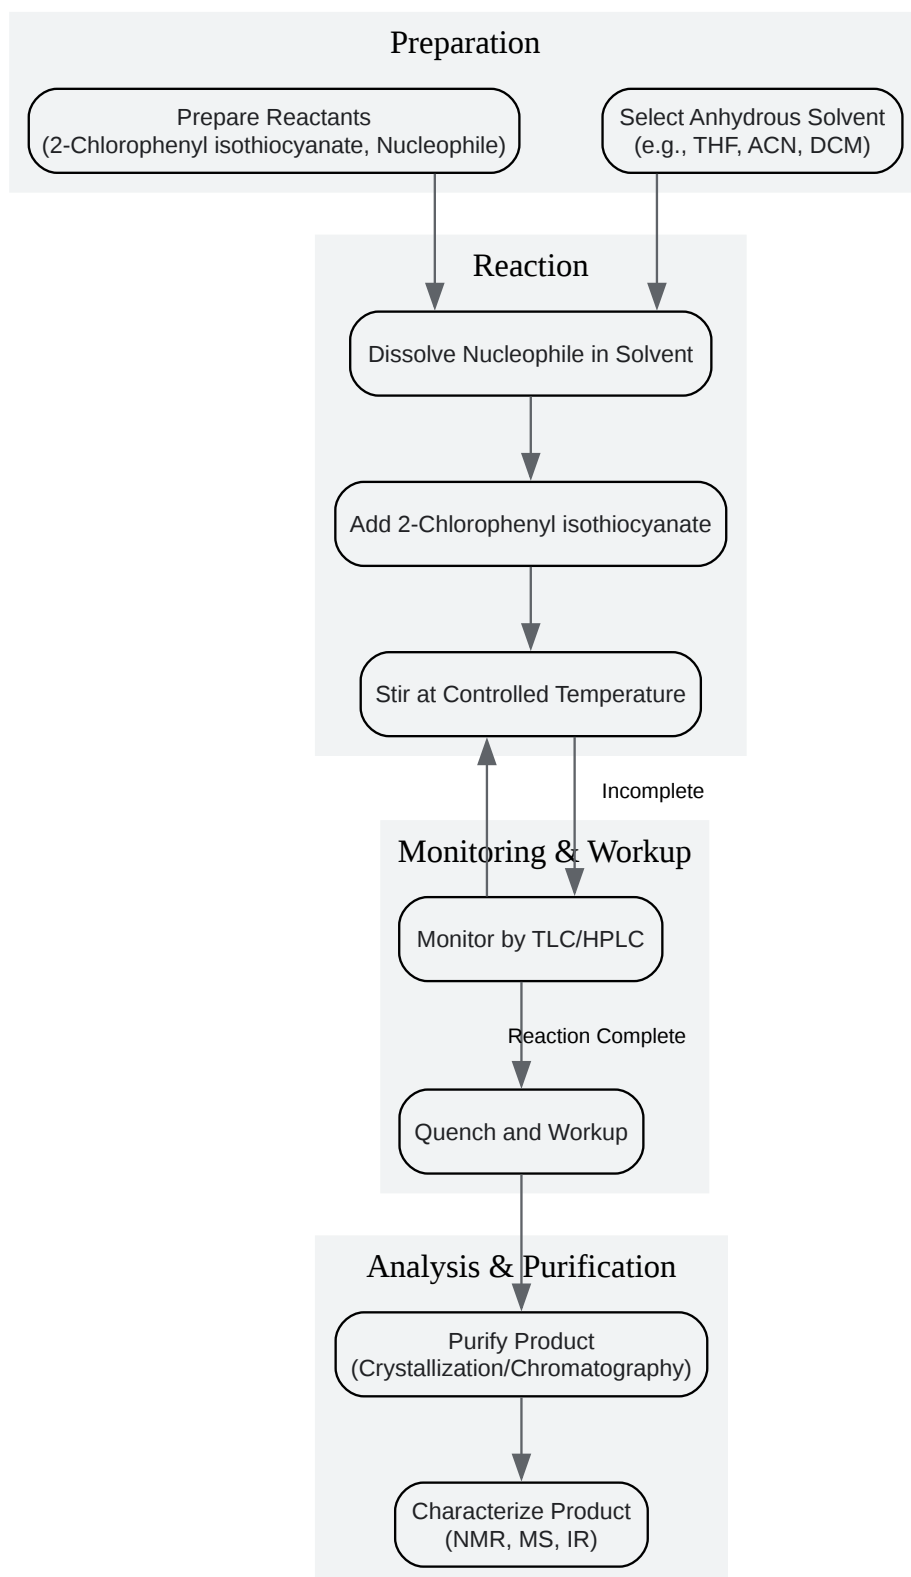 Preparation
Prepare Reactants
(2-Chlorophenyl isothiocyanate, Nucleophile)
Select Anhydrous Solvent
(e.g., THF, ACN, DCM)
Reaction
Dissolve Nucleophile in Solvent
Add 2-Chlorophenyl isothiocyanate
Stir at Controlled Temperature
Incomplete
Monitoring & Workup
Monitor by TLC/HPLC
Reaction Complete
Quench and Workup
Analysis & Purification
Purify Product
(Crystallization/Chromatography)
Characterize Product
(NMR, MS, IR)